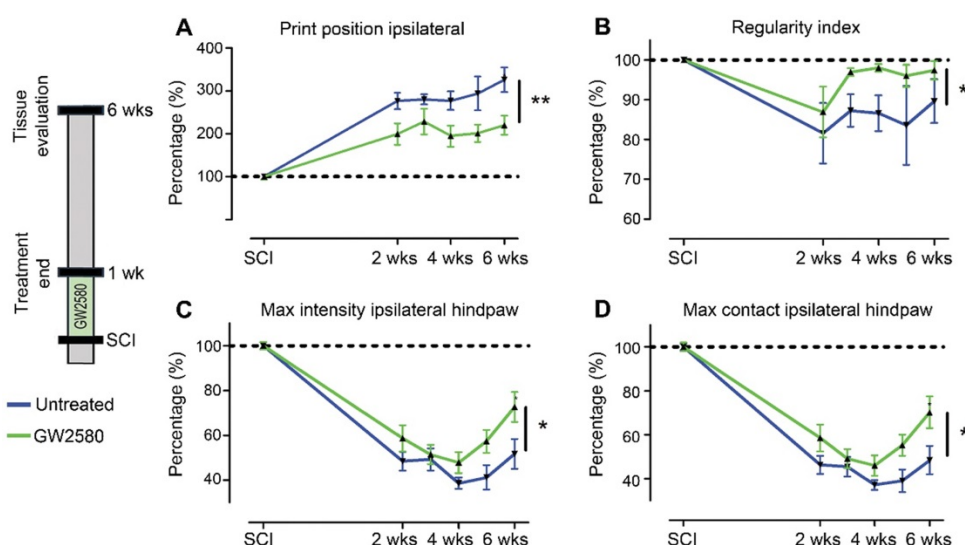 Tissue
evaluation
6 wks
Treatment
end
1 wk
GW2580
SCI
Untreated
GW2580
A
Print position ipsilateral
Percentage (%)
400
300
200
100
**
SCI
2 wks
4 wks
6 wks
B
Regularity index
Percentage (%)
100
90
80
70
60
*
SCI
2 wks
4 wks
6 wks
C
Max intensity ipsilateral hindpaw
Percentage (%)
100
80
60
40
*
SCI
2 wks
4 wks
6 wks
D
Max contact ipsilateral hindpaw
Percentage (%)
100
80
60
40
*
SCI
2 wks
4 wks
6 wks